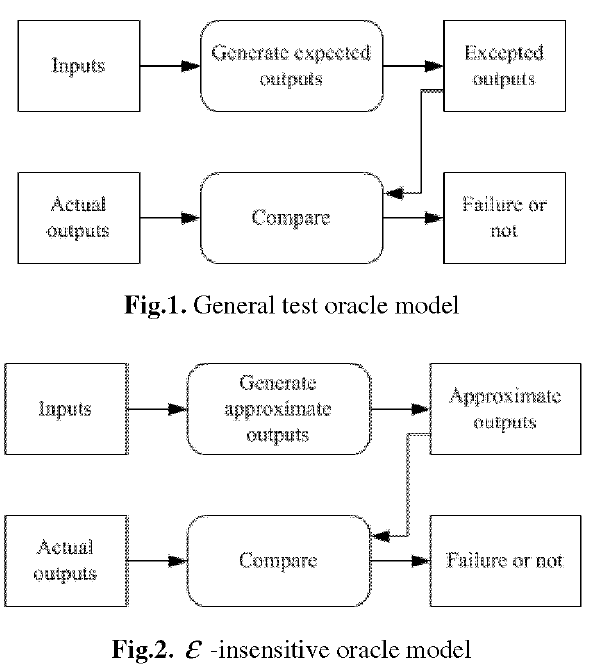 Inputs
Generate expected
outputs
Excepted
outputs
Actual
outputs
Compare
Failure or
not
Fig.1. General test oracle model
Inputs
Generate
approximate
outputs
Approximate
outputs
Actual
outputs
Compare
Failure or not
Fig.2. ℰ -insensitive oracle model